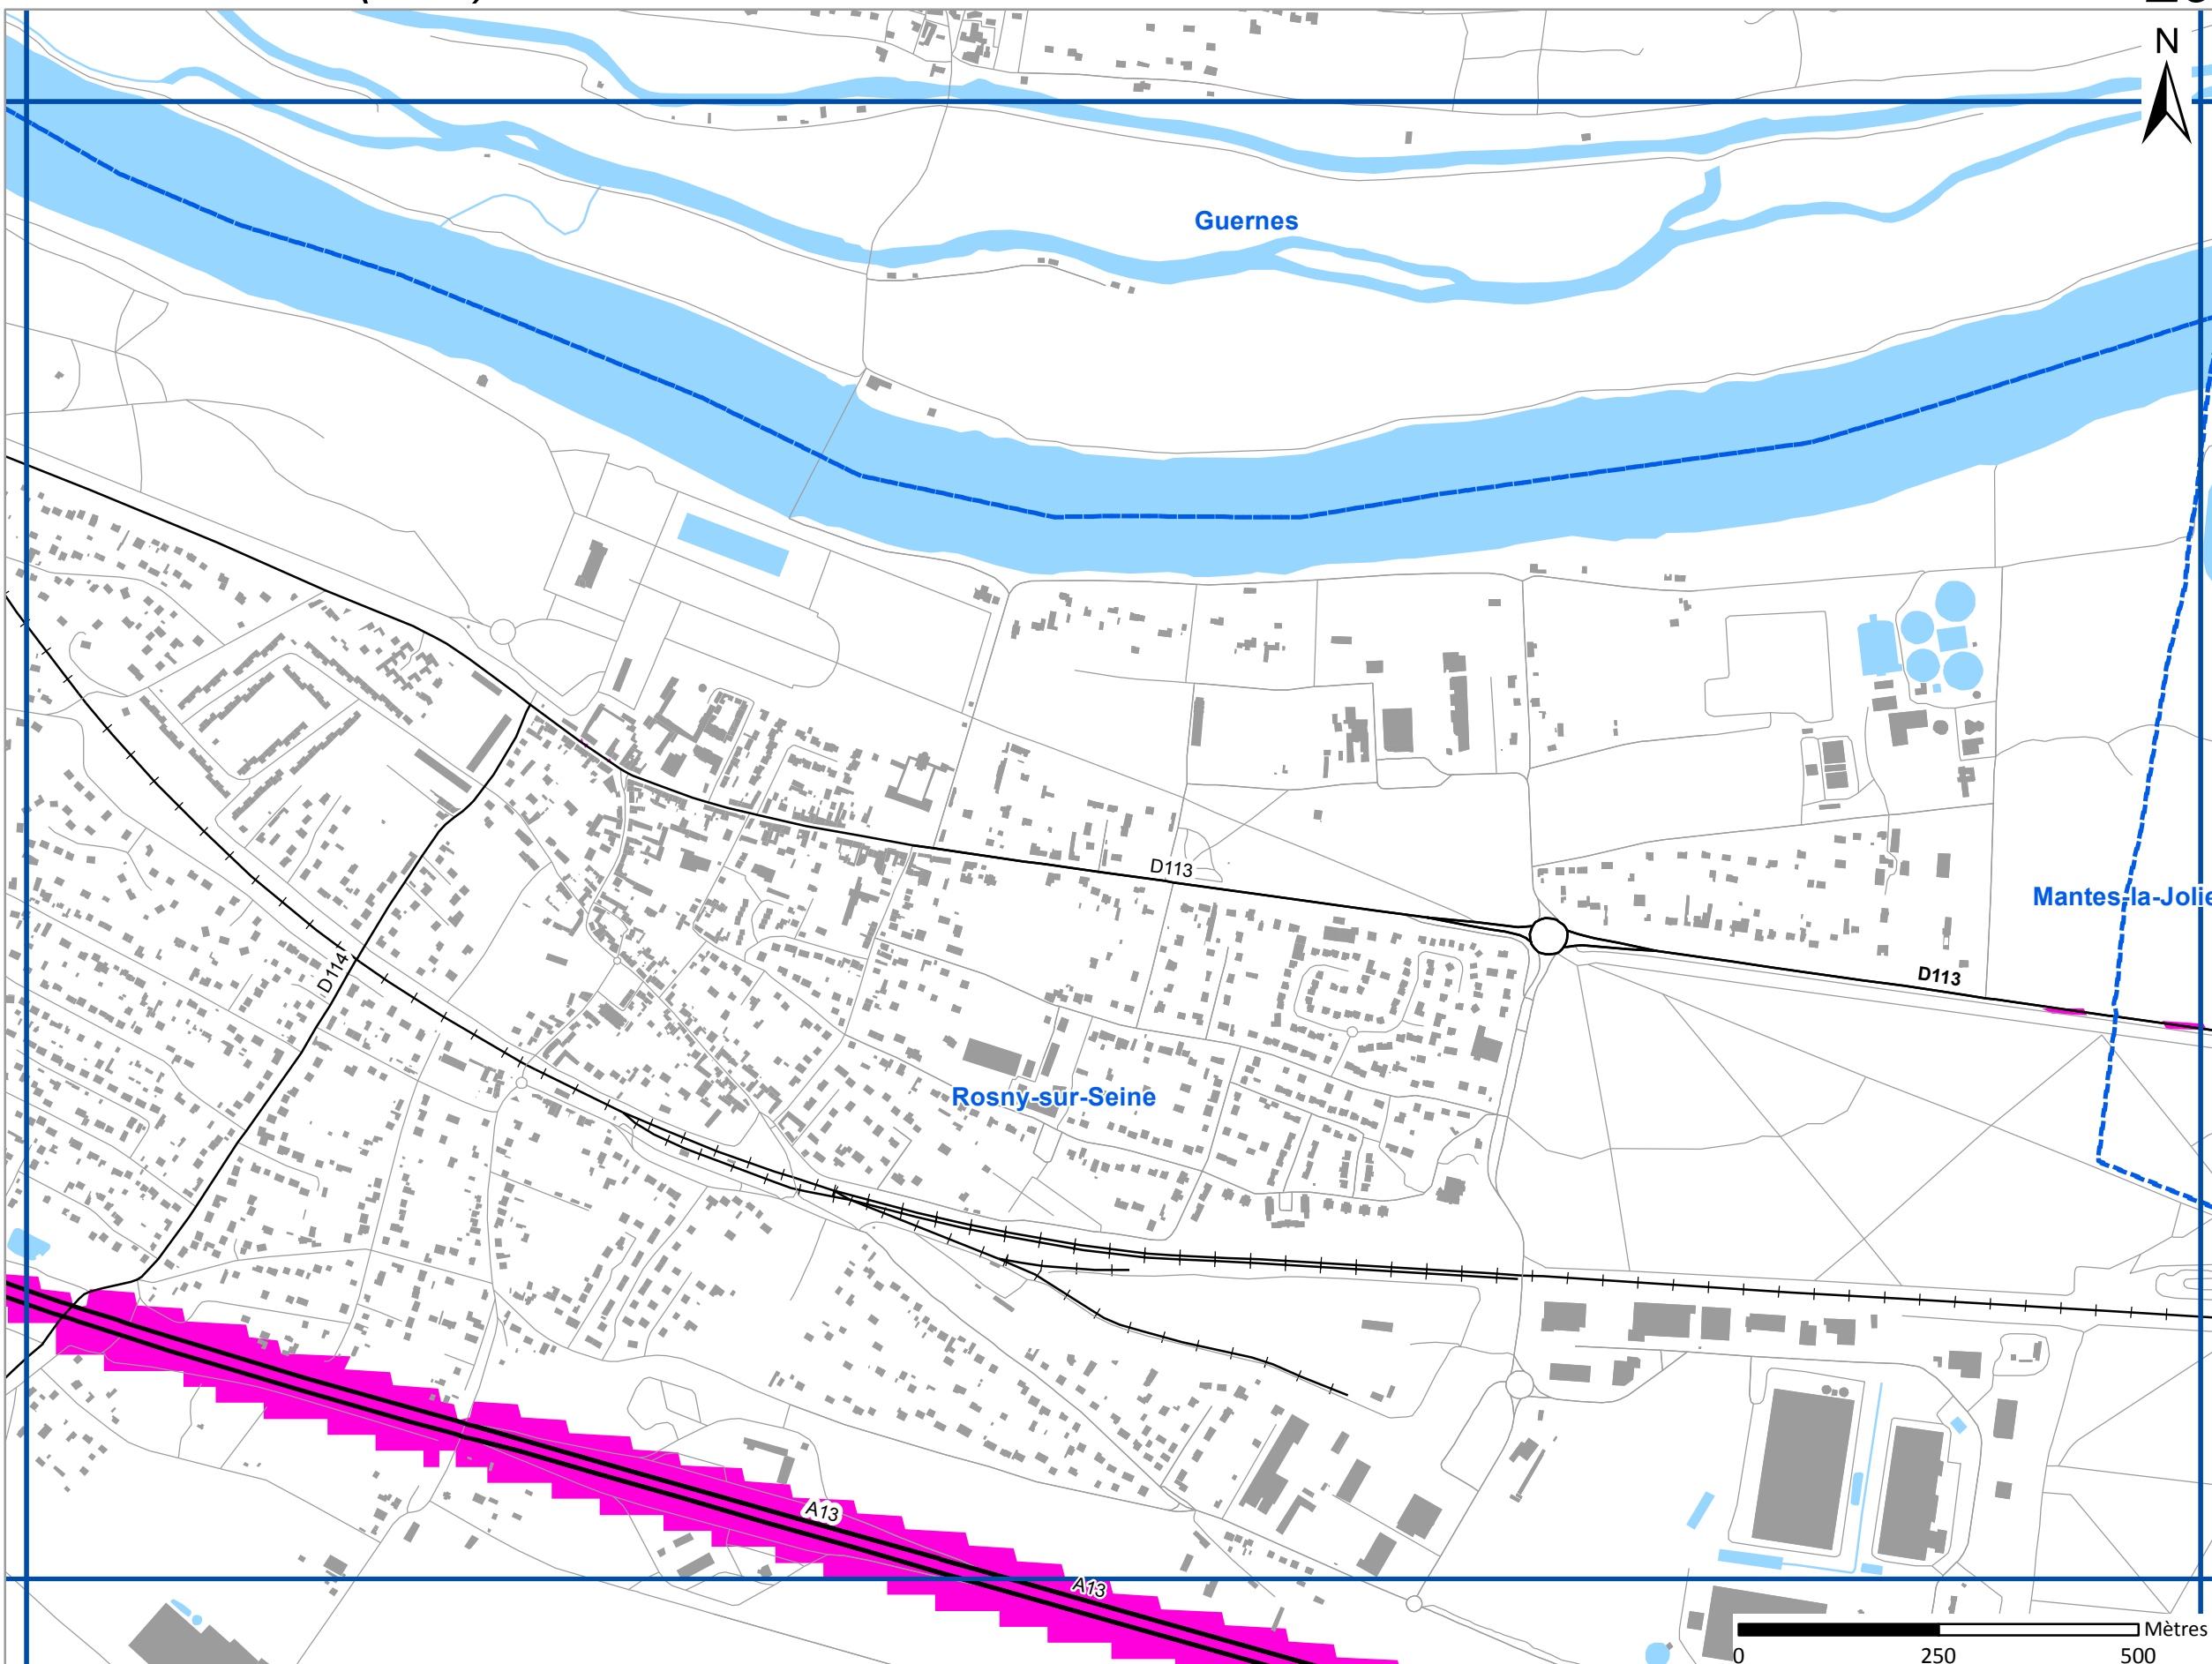 N
Guernes
D113
Mantes-la-Jolie
D114
D113
Rosny-sur-Seine
A13
A13
Mètres
0 250 500